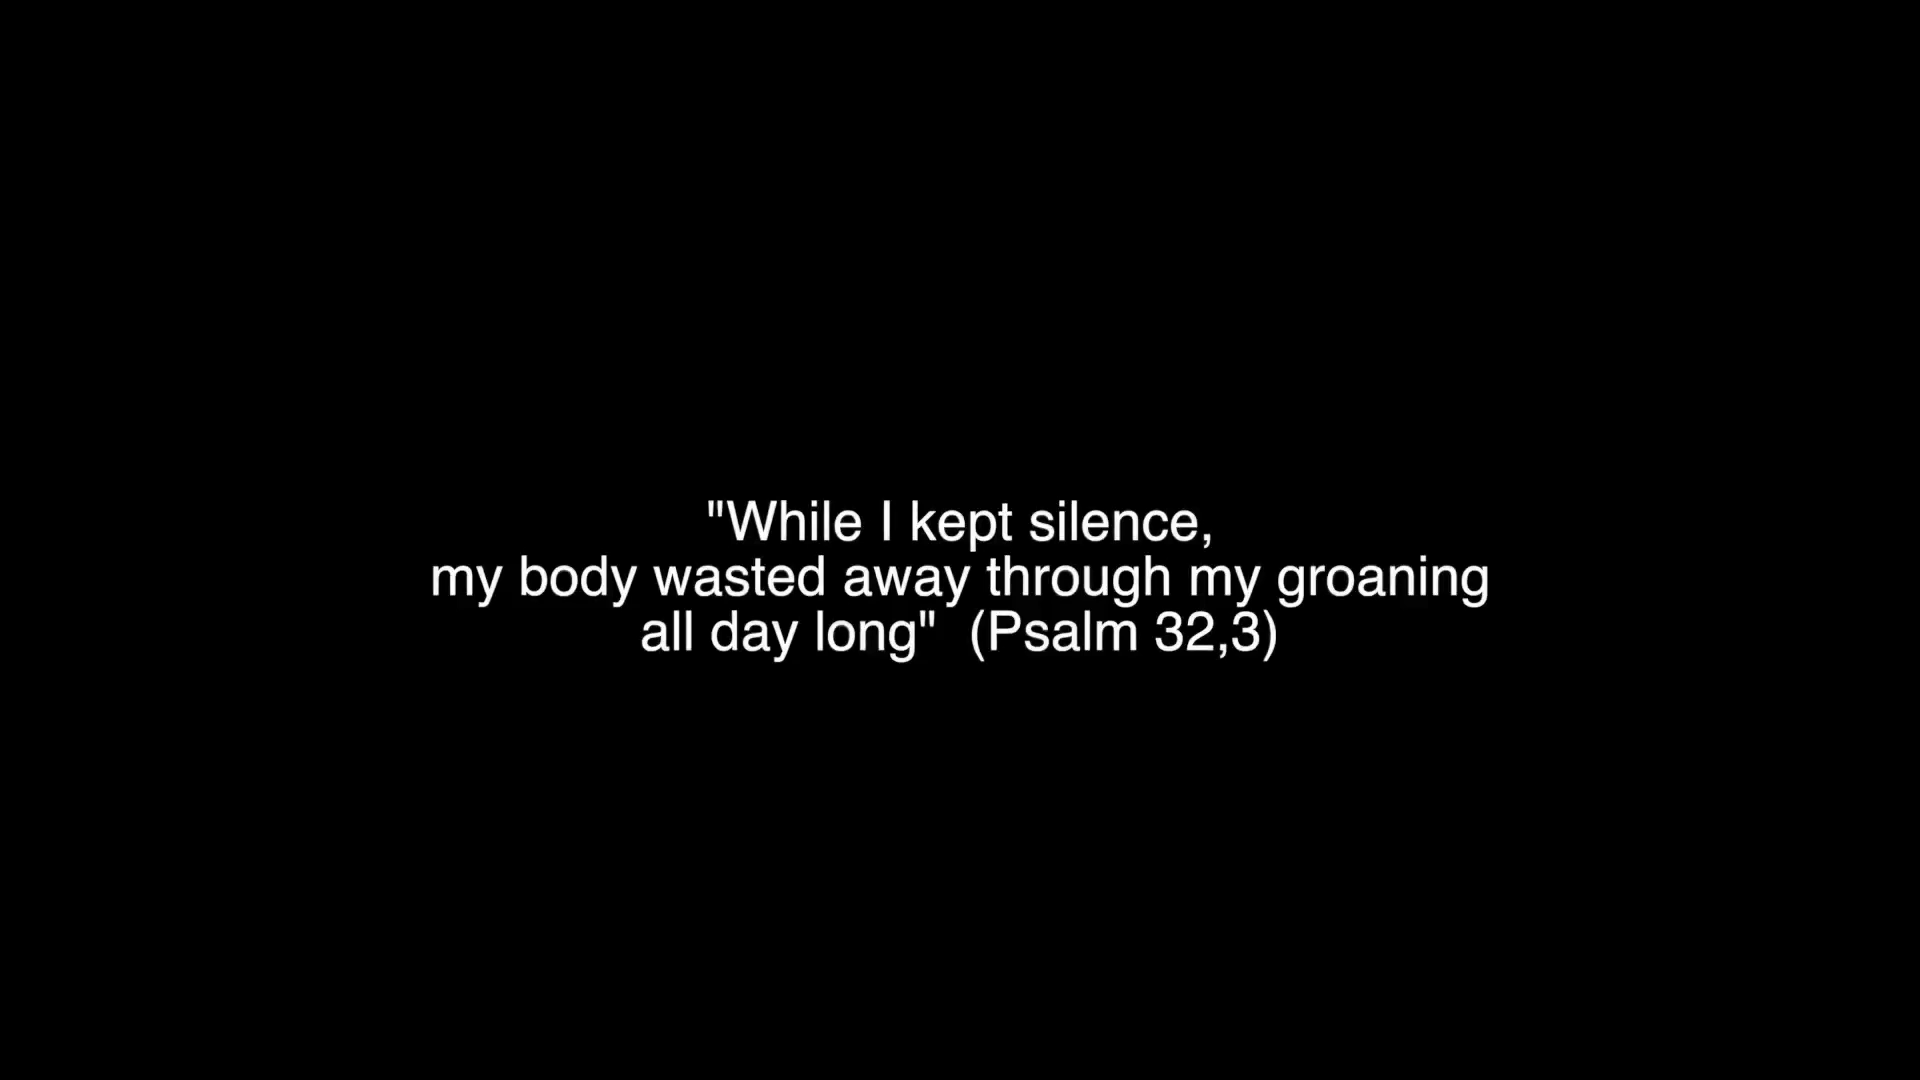 "While I kept silence,
my body wasted away through my groaning
all day long"  (Psalm 32,3)